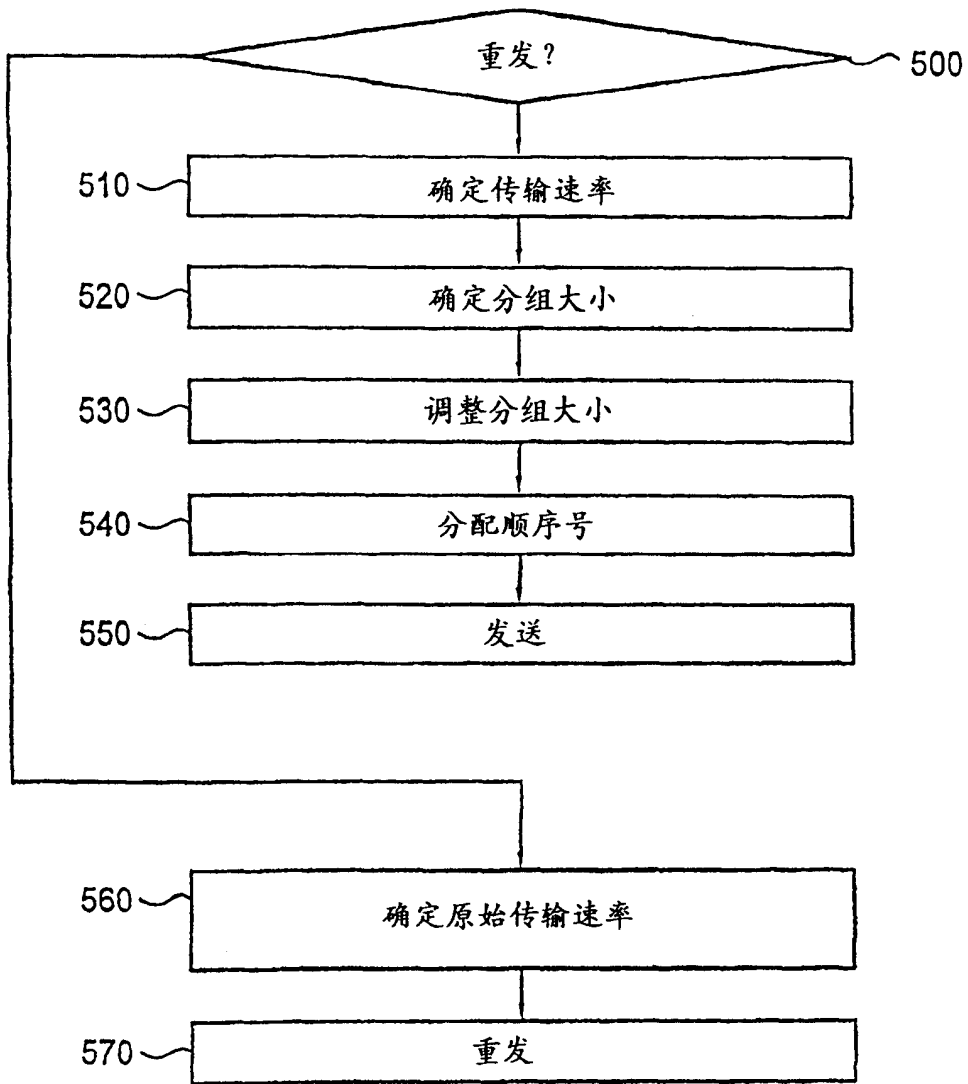 重发？
500
510
确定传输速率
520
确定分组大小
530
调整分组大小
540
分配顺序号
550
发送
560
确定原始传输速率
570
重发